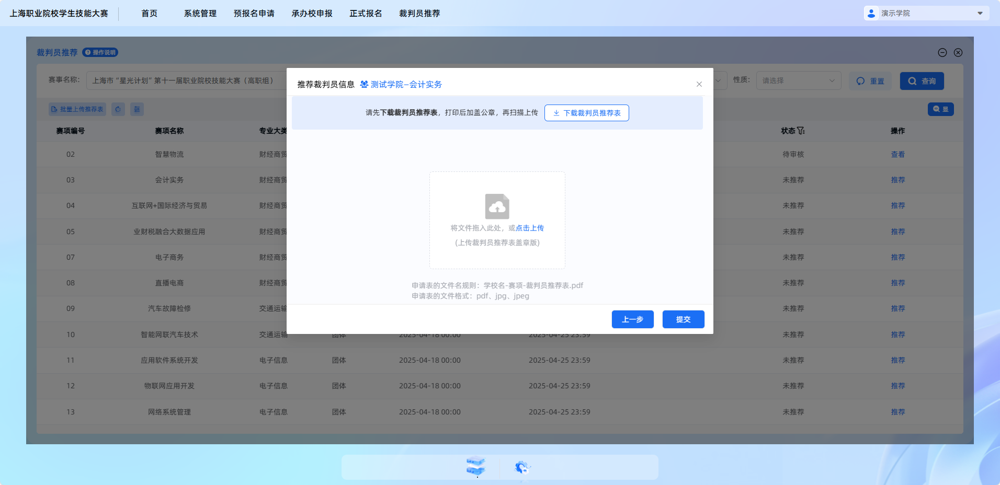 上海职业院校学生技能大赛 首页 系统管理 预报名申请 承办校申报 正式报名 裁判员推荐 演示学院
裁判员推荐 操作说明
赛事名称： 上海市“星光计划”第十一届职业院校技能大赛（高职组） 性质： 请选择 重置 查询
推荐裁判员信息 测试学院–会计实务
批量上传推荐表 显
请先下载裁判员推荐表，打印后加盖公章，再扫描上传 下载裁判员推荐表
赛项编号 赛项名称 专业大类 状态 操作
02 智慧物流 财经商贸 待审核 查看
03 会计实务 财经商贸 未推荐 推荐
04 互联网+国际经济与贸易 财经商贸 未推荐 推荐
05 业财税融合大数据应用 财经商贸 未推荐 推荐
将文件拖入此处，或点击上传
(上传裁判员推荐表盖章版)
07 电子商务 财经商贸 未推荐 推荐
08 直播电商 财经商贸 未推荐 推荐
申请表的文件名规则：学校名-赛项-裁判员推荐表.pdf
申请表的文件格式：pdf、jpg、jpeg
09 汽车故障检修 交通运输 未推荐 推荐
上一步 提交
10 智能网联汽车技术 交通运输 团体 2025-04-18 00:00 2025-04-25 23:59 未推荐 推荐
11 应用软件系统开发 电子信息 团体 2025-04-18 00:00 2025-04-25 23:59 未推荐 推荐
12 物联网应用开发 电子信息 团体 2025-04-18 00:00 2025-04-25 23:59 未推荐 推荐
13 网络系统管理 电子信息 团体 2025-04-18 00:00 2025-04-25 23:59 未推荐 推荐